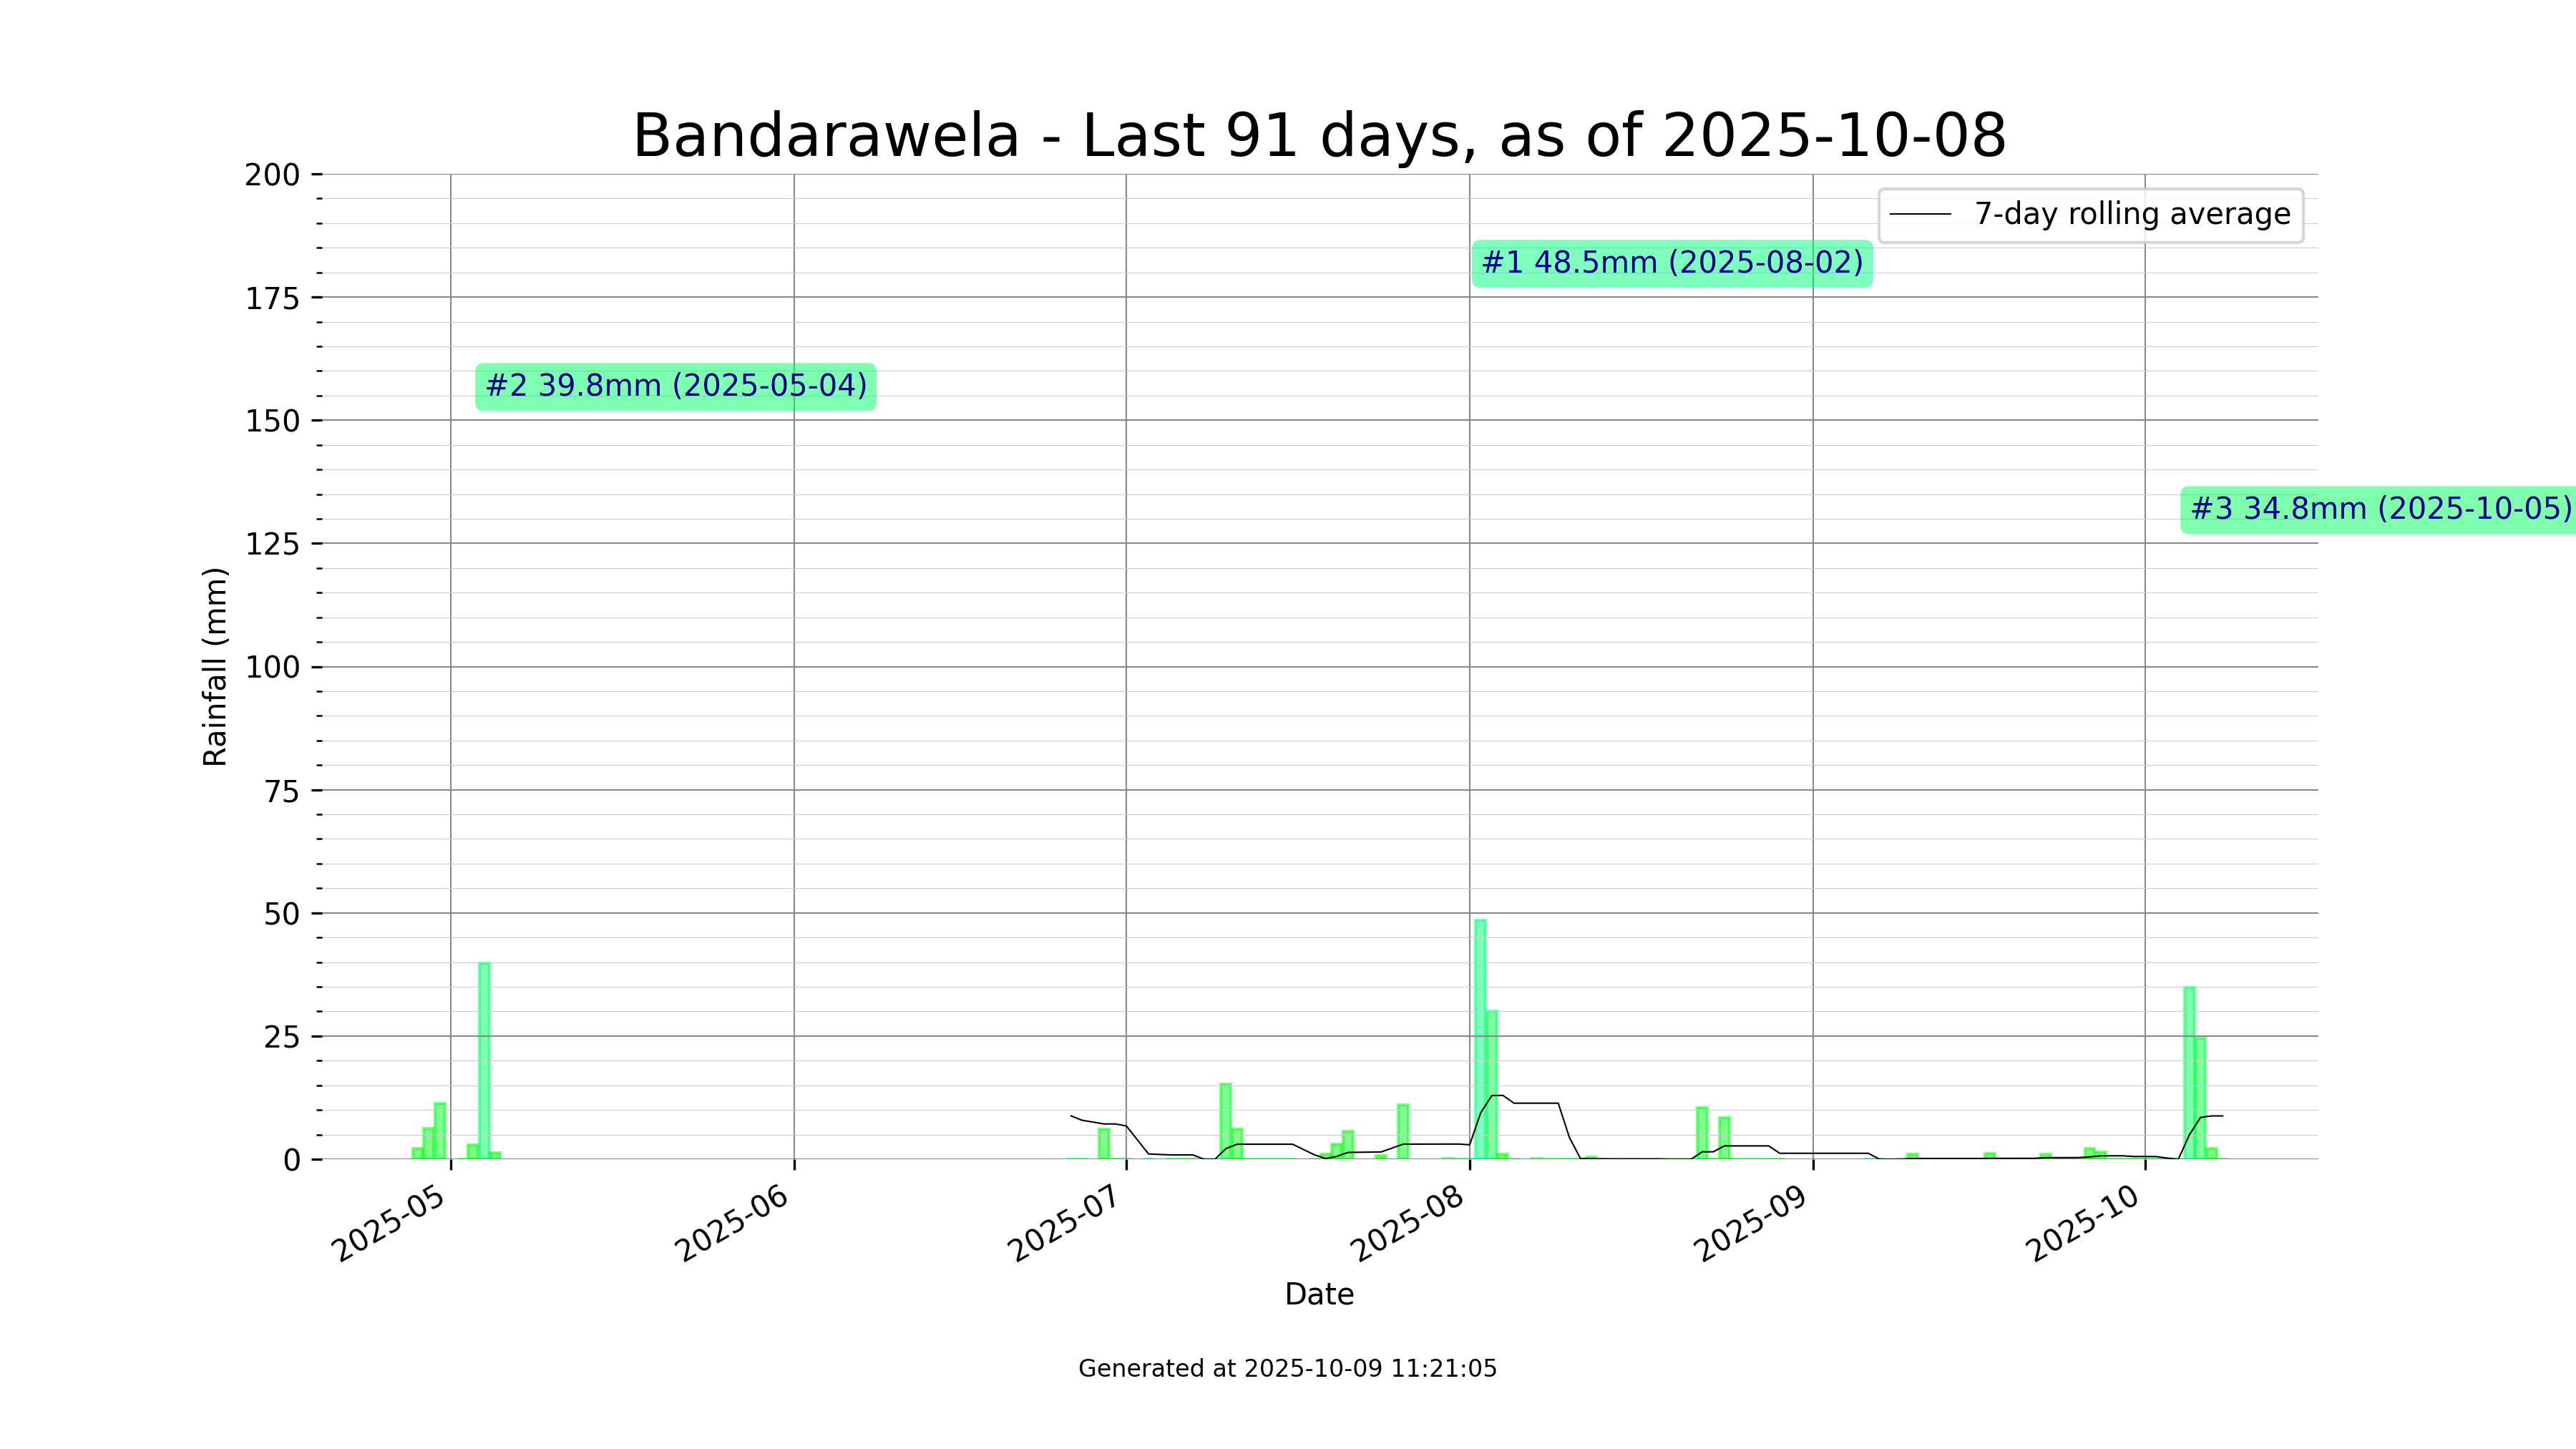 Bandarawela - Last 91 days, as of 2025-10-08
7-day rolling average
#1 48.5mm (2025-08-02)
#2 39.8mm (2025-05-04)
#3 34.8mm (2025-10-05)
Rainfall (mm)
200
175
150
125
100
75
50
25
0
2025-05
2025-06
2025-07
2025-08
2025-09
2025-10
Date
Generated at 2025-10-09 11:21:05